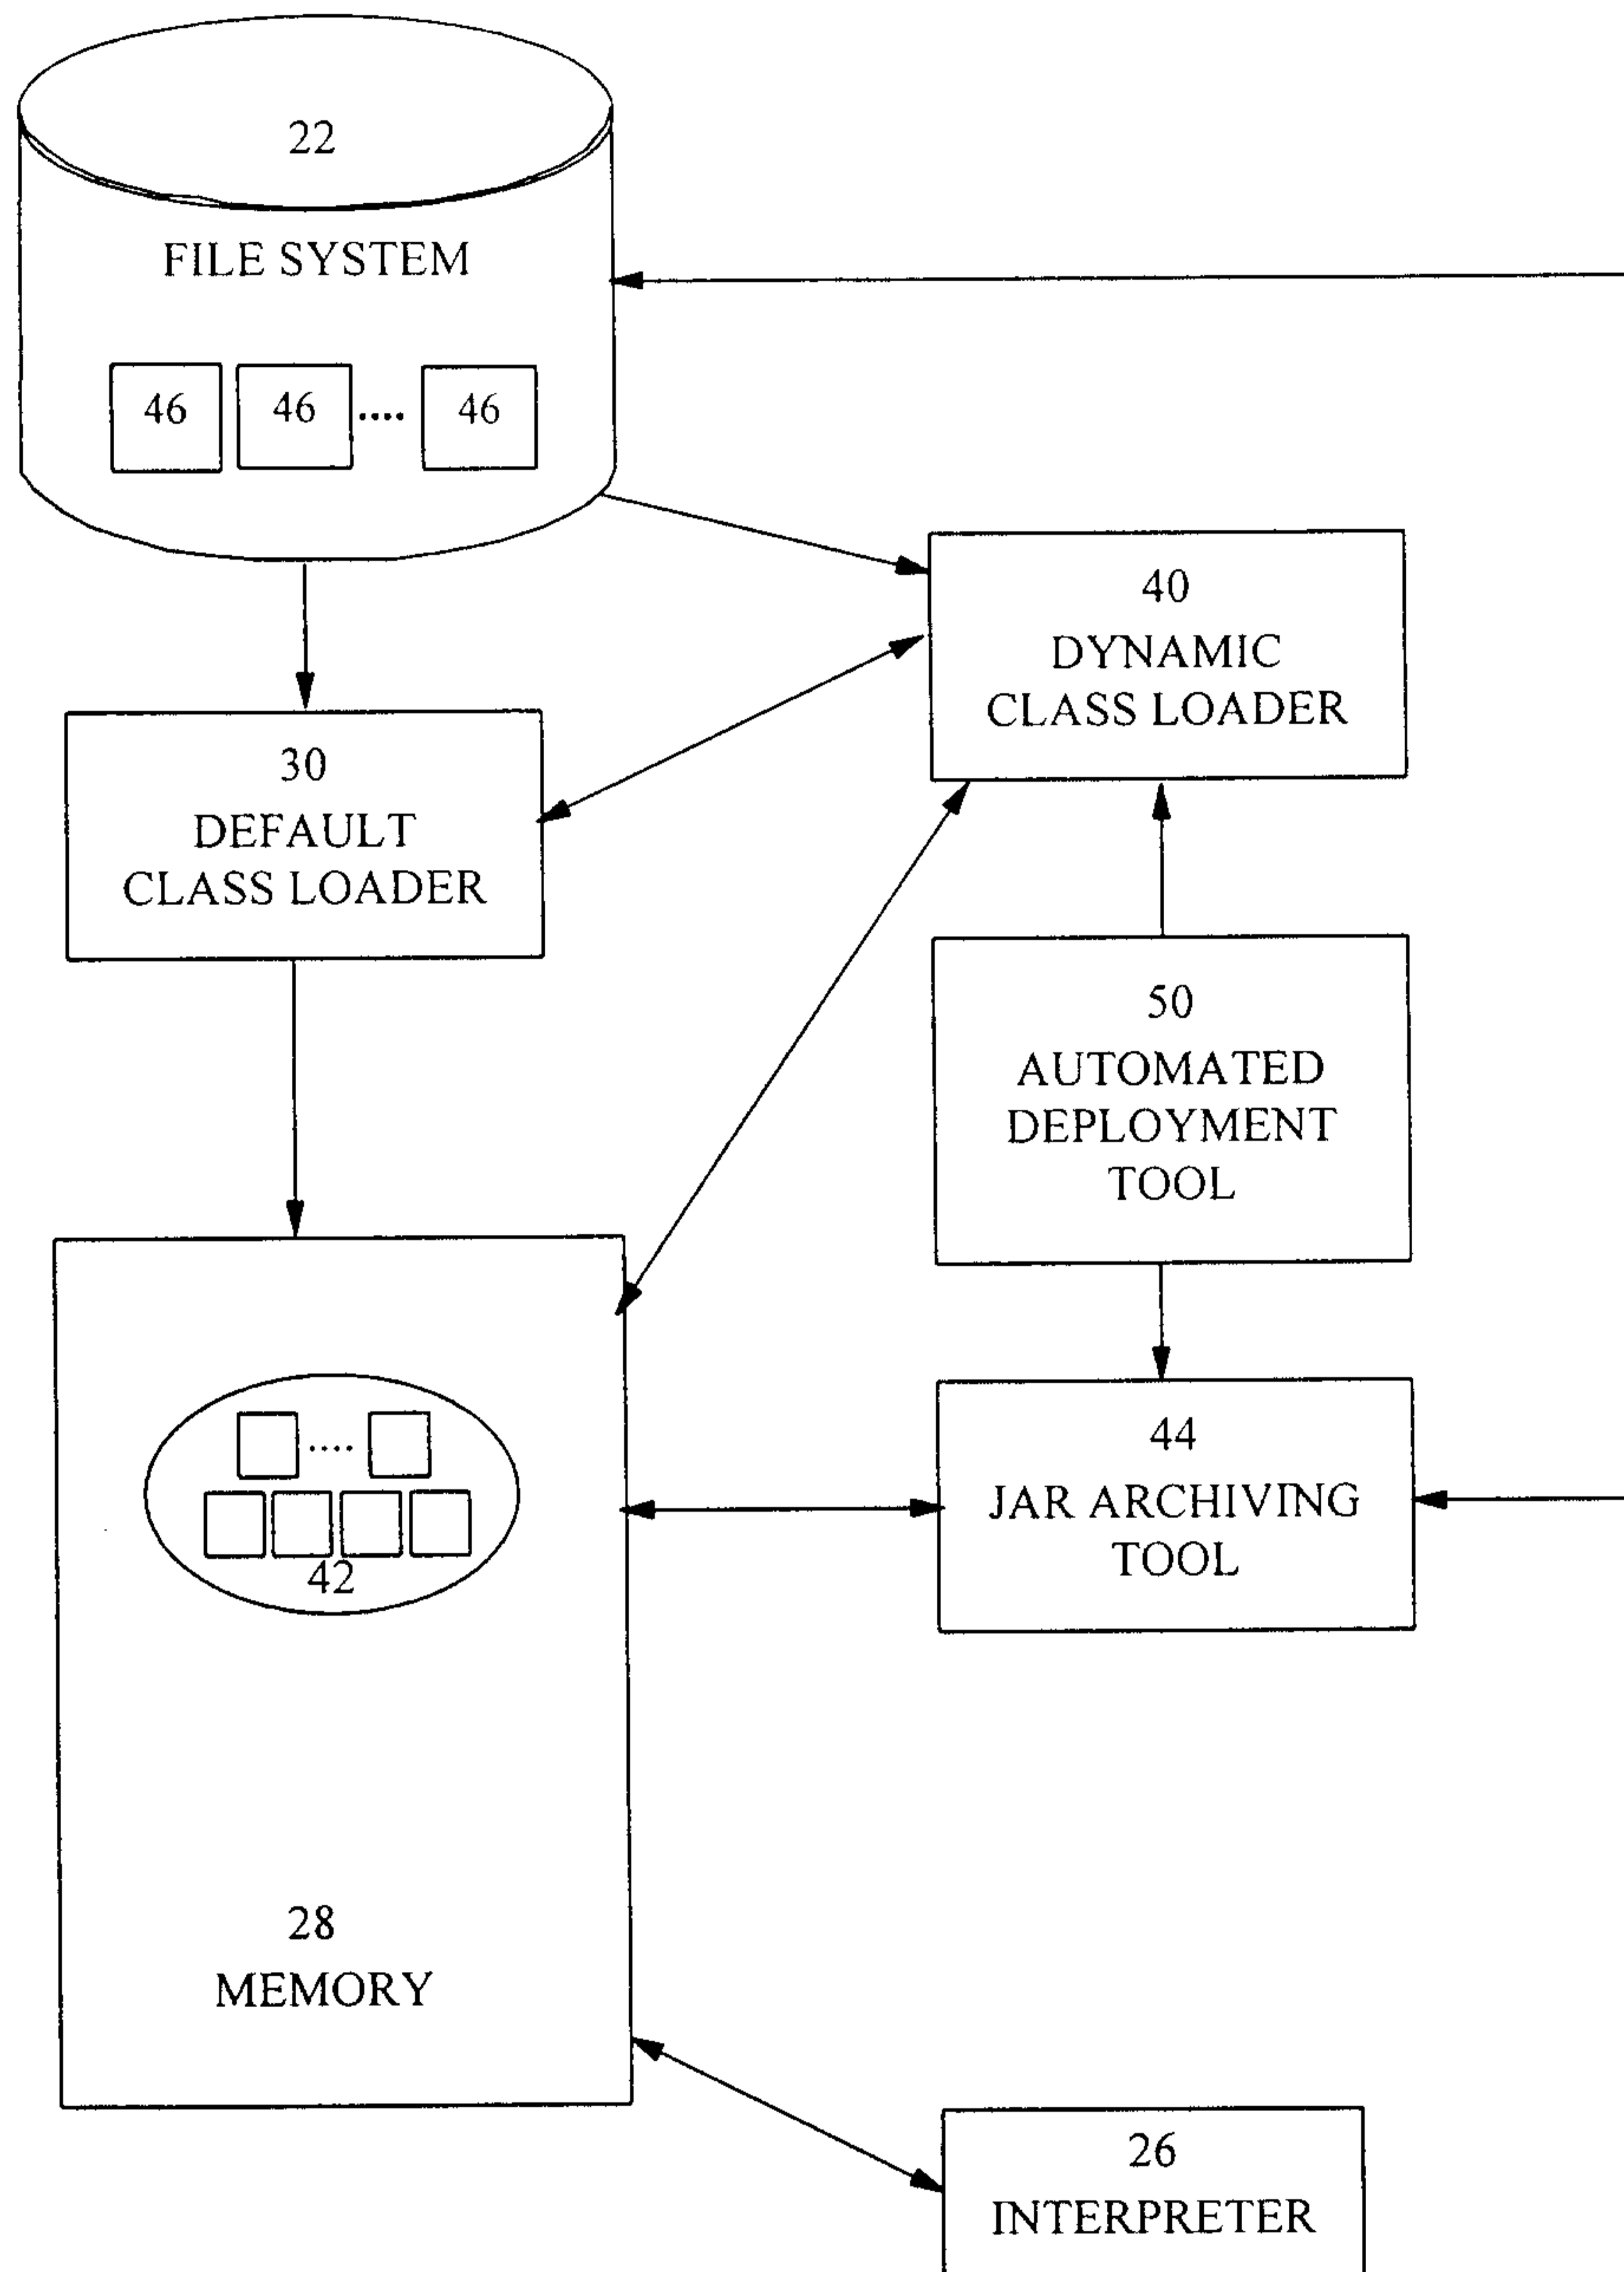 22
FILE SYSTEM
46 46 .... 46
40
DYNAMIC
CLASS LOADER
30
DEFAULT
CLASS LOADER
50
AUTOMATED
DEPLOYMENT
TOOL
44
JAR ARCHIVING
TOOL
....
42
28
MEMORY
26
INTERPRETER